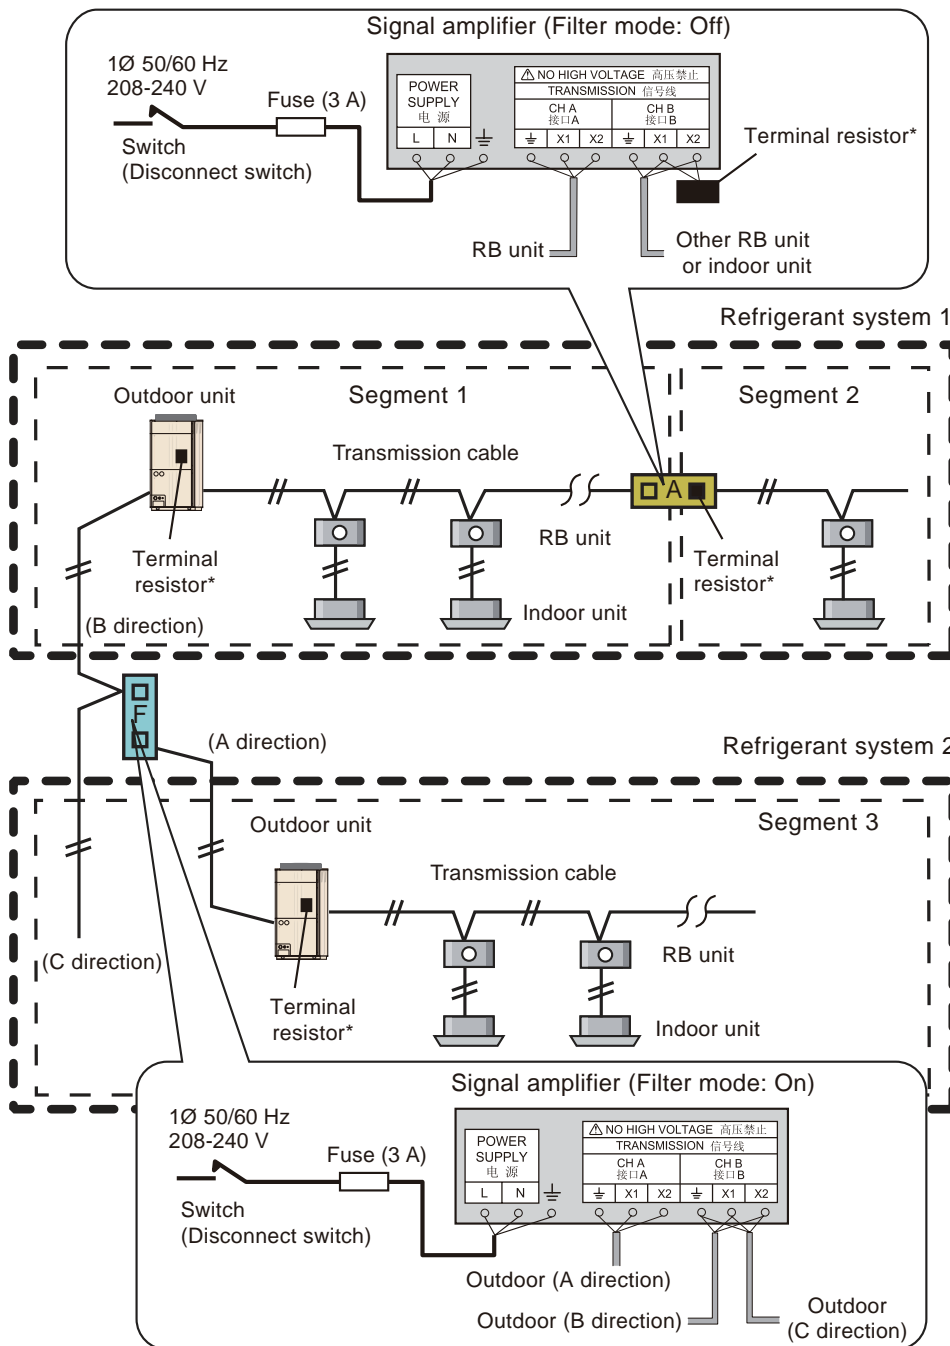 Signal amplifier (Filter mode: Off)
1Ø 50/60 Hz
208-240 V
Fuse (3 A)
Switch
(Disconnect switch)
POWER
SUPPLY
电 源
L N
⚠ NO HIGH VOLTAGE 高压禁止
TRANSMISSION 信号线
CH A
接口A
CH B
接口B
X1 X2 X1 X2
Terminal resistor*
RB unit
Other RB unit
or indoor unit
Refrigerant system 1
Outdoor unit
Segment 1
Segment 2
Transmission cable
A
RB unit
Terminal
resistor*
Terminal
resistor*
Indoor unit
(B direction)
F
(A direction)
Refrigerant system 2
Outdoor unit
Segment 3
Transmission cable
(C direction)
RB unit
Terminal
resistor*
Indoor unit
Signal amplifier (Filter mode: On)
1Ø 50/60 Hz
208-240 V
Fuse (3 A)
Switch
(Disconnect switch)
POWER
SUPPLY
电 源
L N
⚠ NO HIGH VOLTAGE 高压禁止
TRANSMISSION 信号线
CH A
接口A
CH B
接口B
X1 X2 X1 X2
Outdoor (A direction)
Outdoor (B direction)
Outdoor
(C direction)